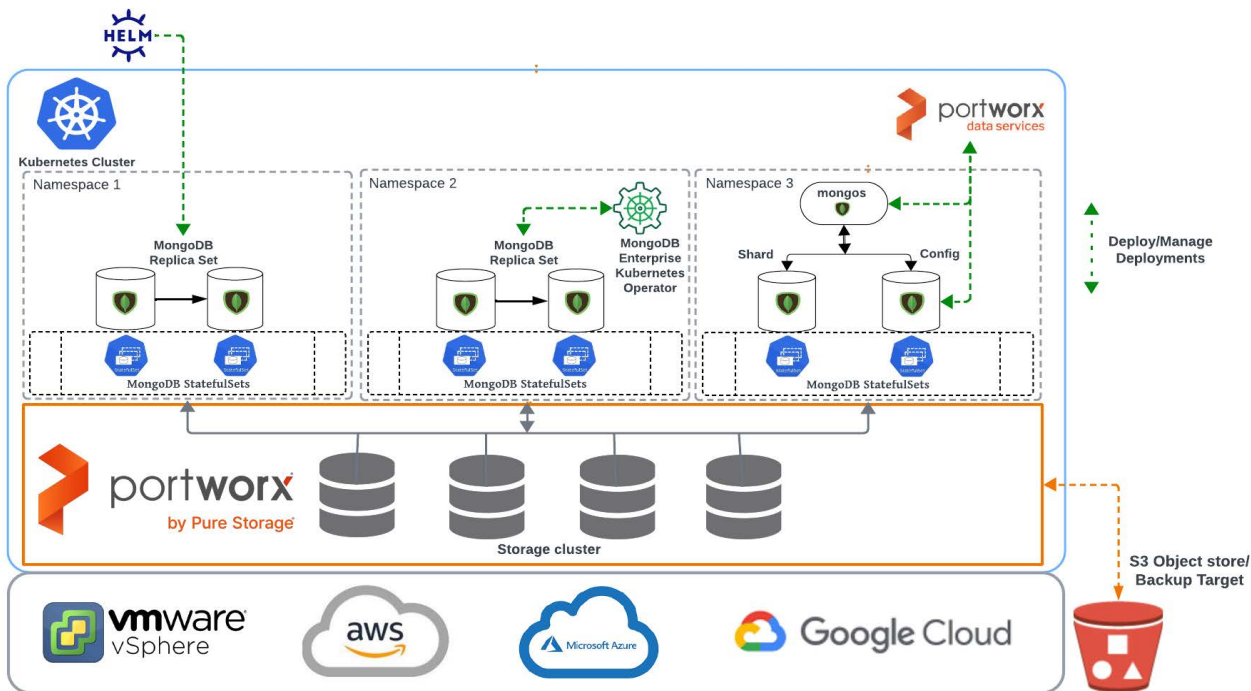 HELM
Kubernetes Cluster
portworx
data services
Namespace 1
MongoDB
Replica Set
MongoDB StatefulSets
Namespace 2
MongoDB
Replica Set
MongoDB
Enterprise
Kubernetes
Operator
MongoDB StatefulSets
Namespace 3
mongos
Shard
Config
MongoDB StatefulSets
Deploy/Manage
Deployments
portworx
by Pure Storage
Storage cluster
S3 Object store/
Backup Target
vmware
vSphere
aws
Microsoft Azure
Google Cloud